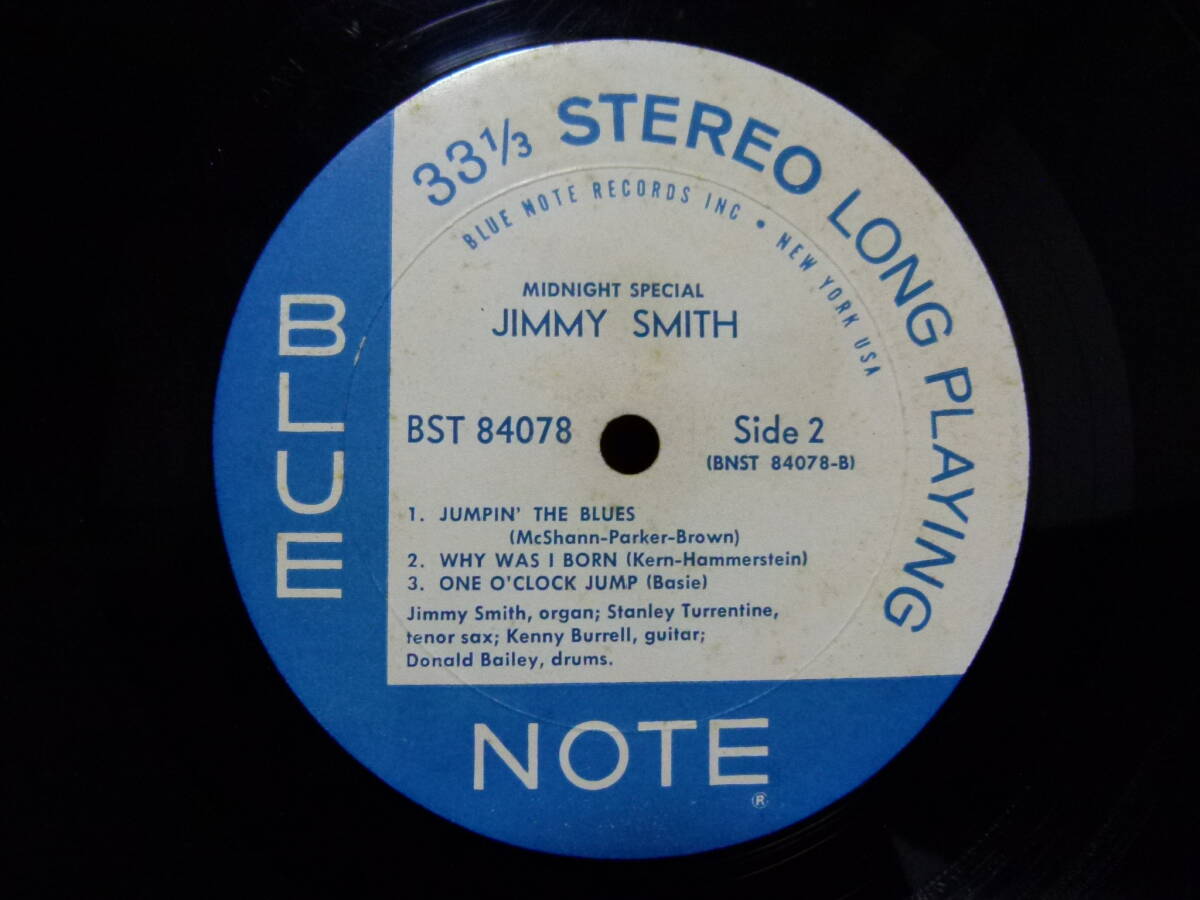 33 1/3 STEREO LONG PLAYING
BLUE NOTE RECORDS INC • NEW YORK USA
MIDNIGHT SPECIAL
JIMMY SMITH
BST 84078
Side 2
(BNST 84078-B)
1. JUMPIN' THE BLUES
(McShann-Parker-Brown)
2. WHY WAS I BORN (Kern-Hammerstein)
3. ONE O'CLOCK JUMP (Basie)
Jimmy Smith, organ; Stanley Turrentine,
tenor sax; Kenny Burrell, guitar;
Donald Bailey, drums.
BLUE
NOTE
®